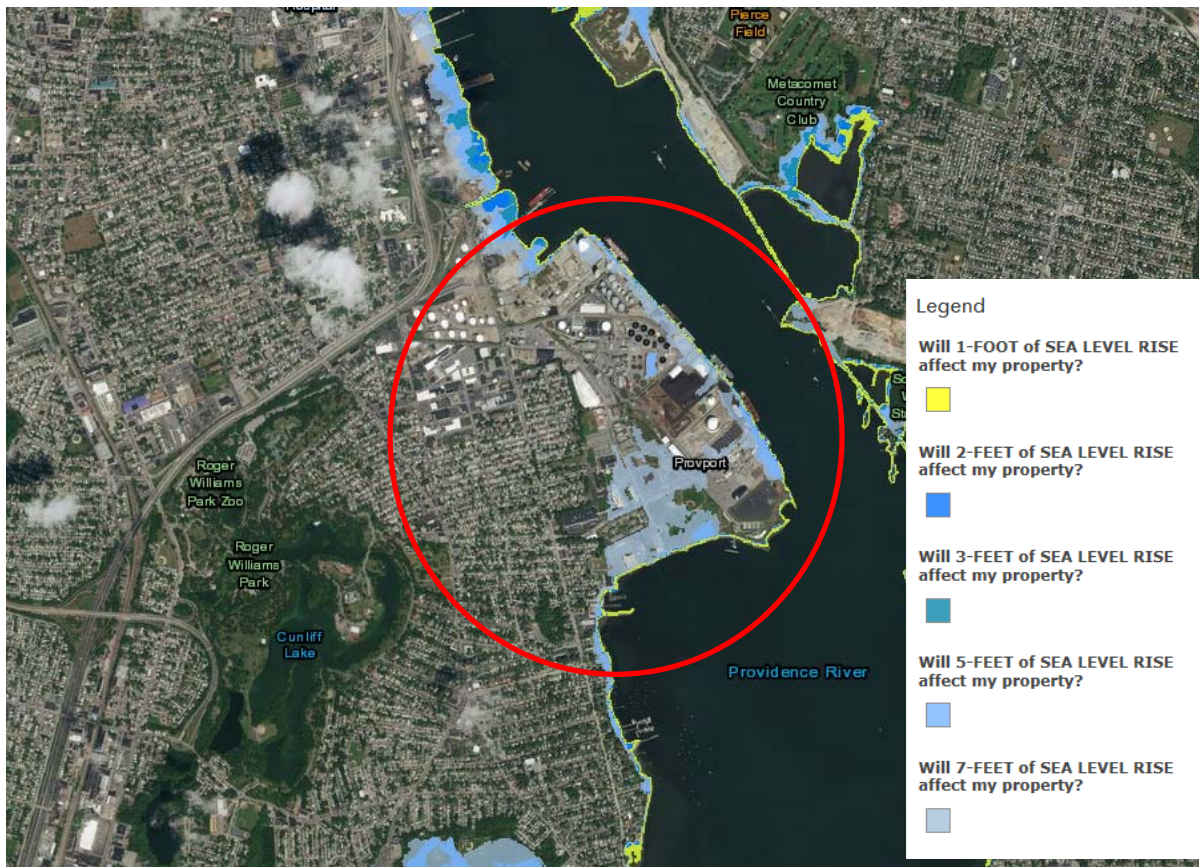 Hospital
Pierce
Field
Metacomet
Country
Club
Legend
Will 1-FOOT of SEA LEVEL RISE
affect my property?
Will 2-FEET of SEA LEVEL RISE
affect my property?
Will 3-FEET of SEA LEVEL RISE
affect my property?
Will 5-FEET of SEA LEVEL RISE
affect my property?
Will 7-FEET of SEA LEVEL RISE
affect my property?
Provport
Roger
Williams
Park Zoo
Roger
Williams
Park
Cunliff
Lake
Providence River